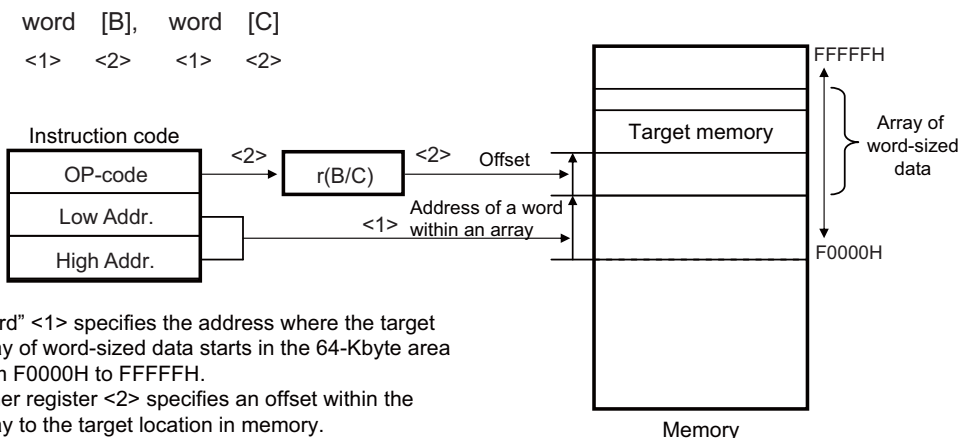 word [B], word [C]
<1> <2> <1> <2>
Instruction code
OP-code
Low Addr.
High Addr.
<2>
r(B/C)
<2>
Offset
<1>
Address of a word
within an array
Target memory
FFFFFH
Array of
word-sized
data
F0000H
Memory
rd” <1> specifies the address where the target
y of word-sized data starts in the 64-Kbyte area
F0000H to FFFFFH.
er register <2> specifies an offset within the
y to the target location in memory.